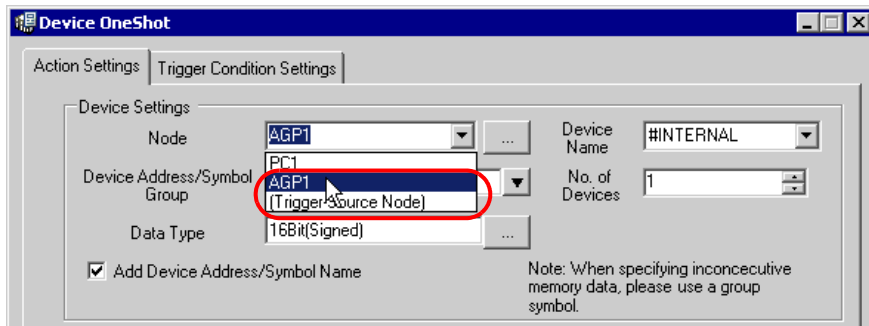 Device OneShot
Action Settings
Trigger Condition Settings
Device Settings
Node
AGP1
...
Device Name
#INTERNAL
PC1
AGP1
(Trigger Source Node)
Device Address/Symbol Group
No. of Devices
1
Data Type
16Bit(Signed)
...
Add Device Address/Symbol Name
Note: When specifying inconcecutive
memory data, please use a group
symbol.